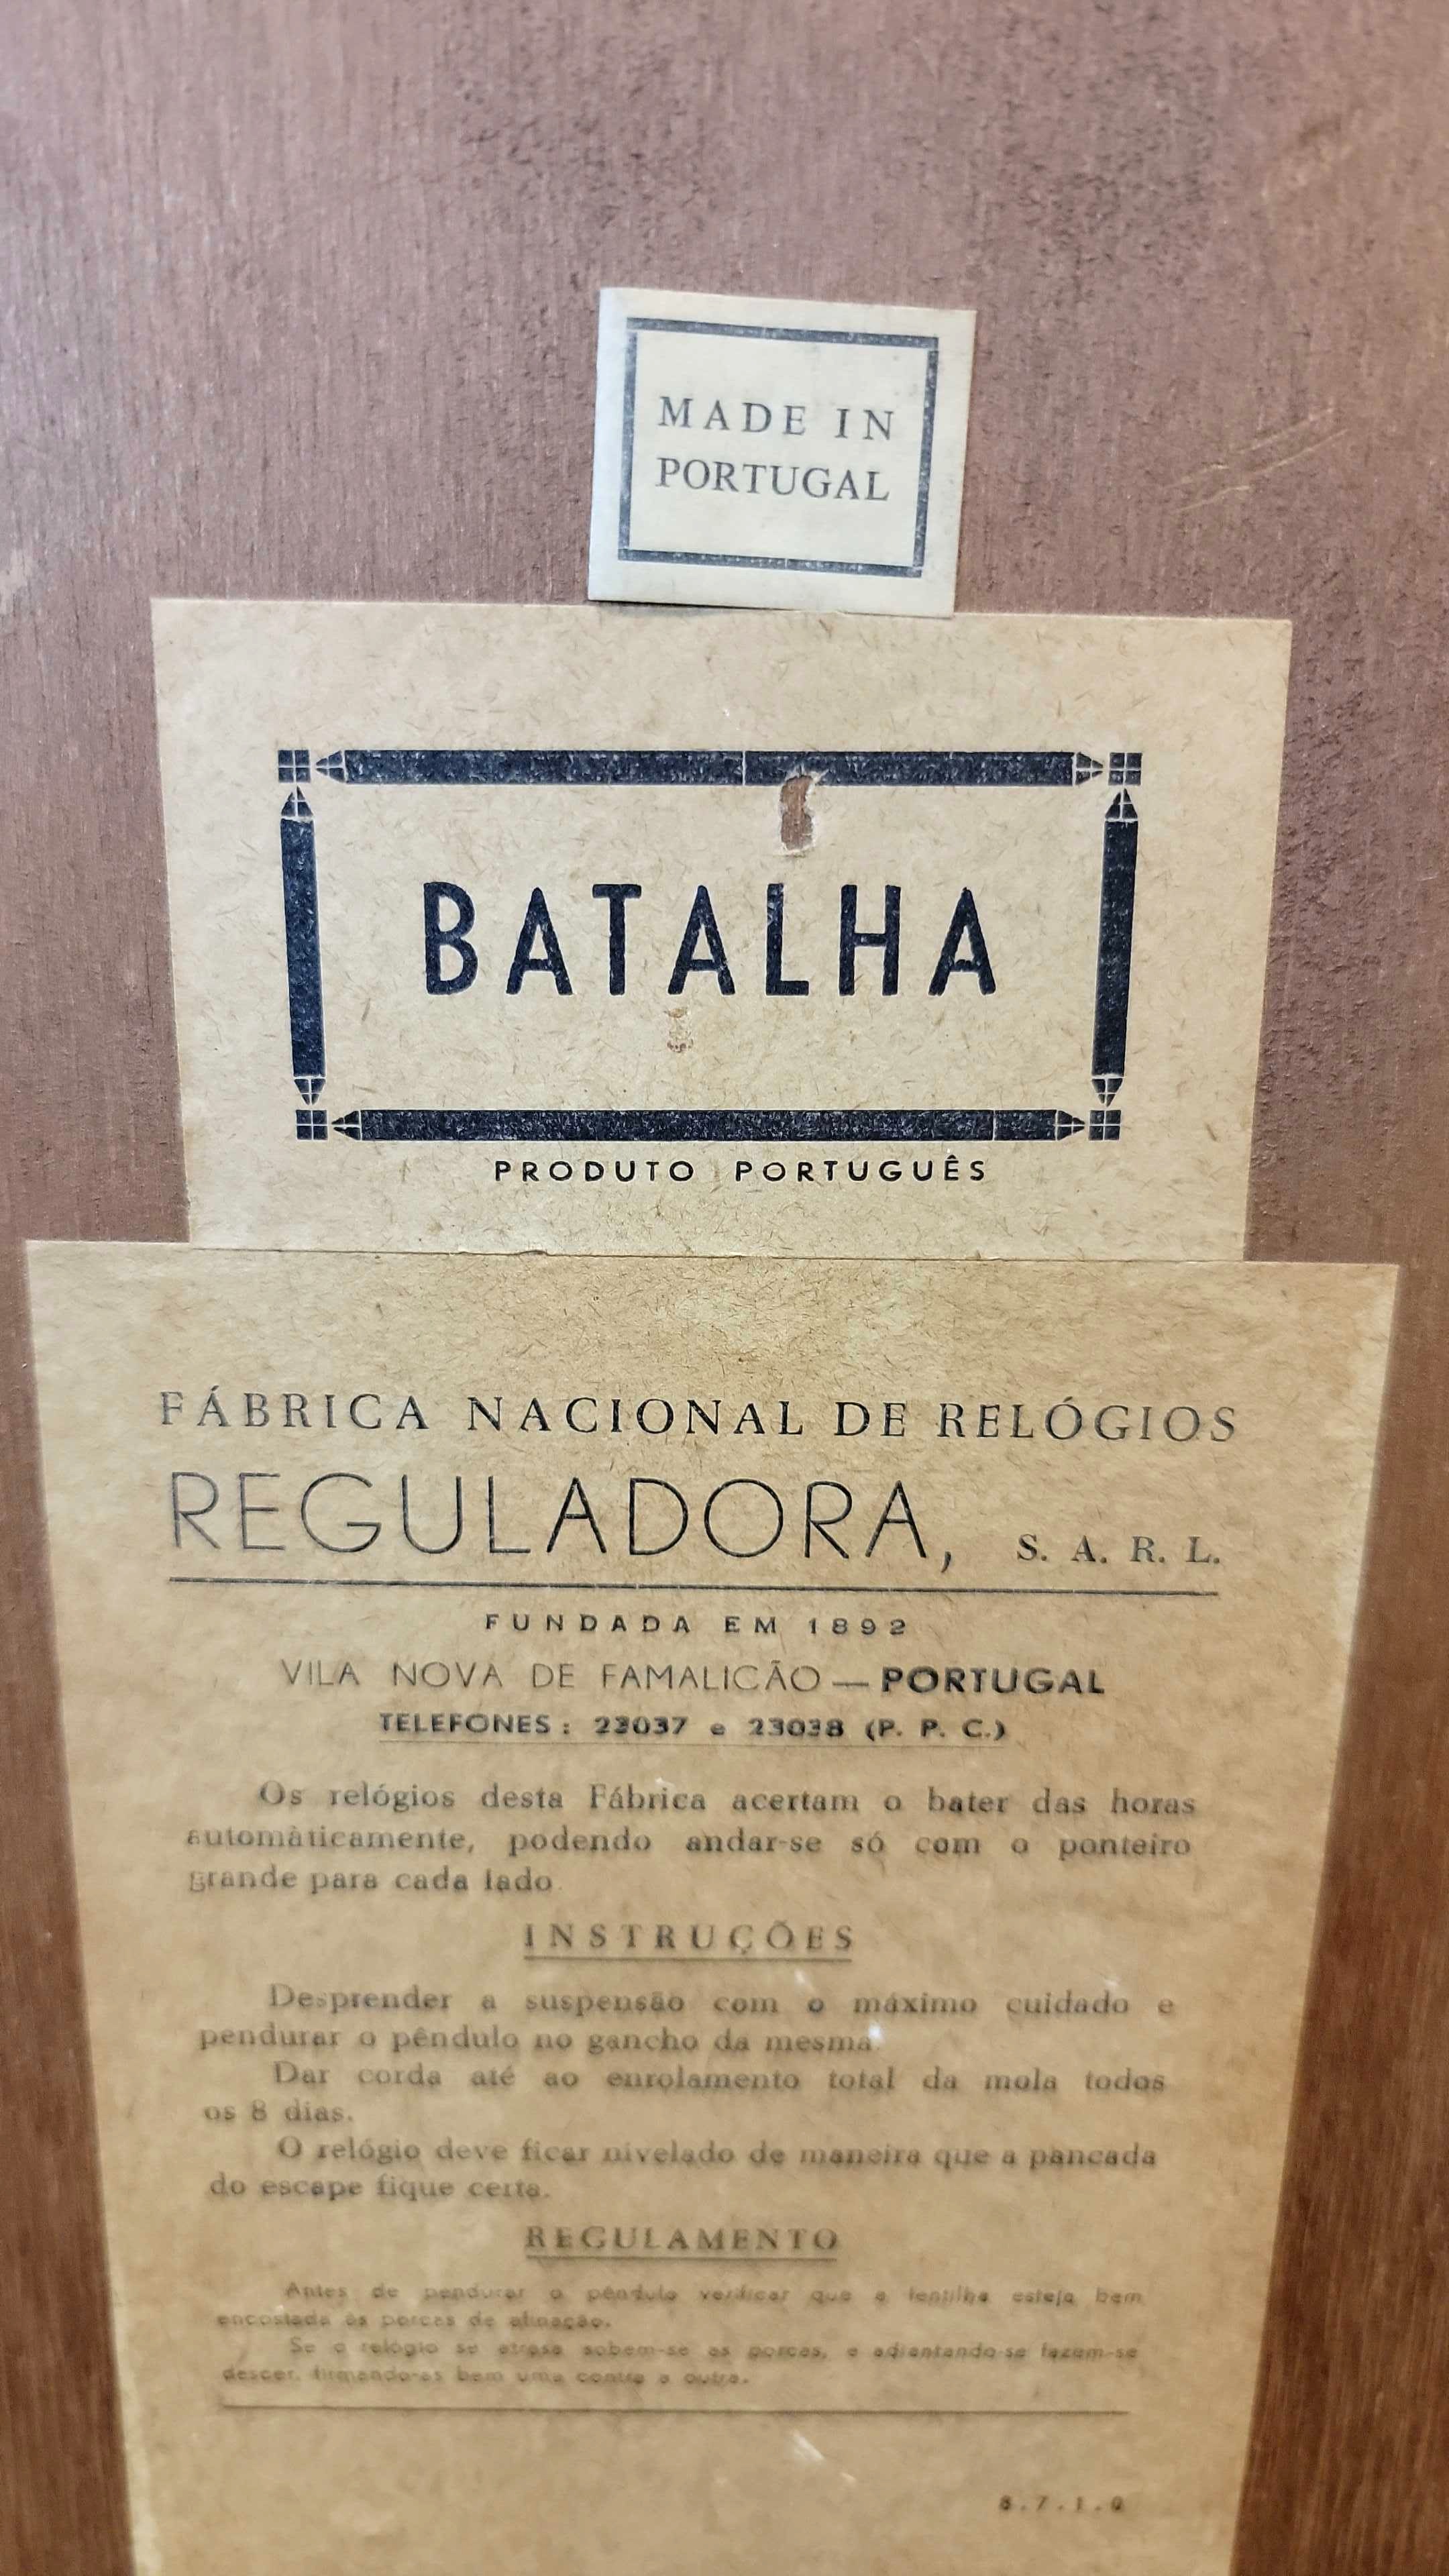 MADE IN
PORTUGAL
BATALHA
PRODUTO PORTUGUÊS
FÁBRICA NACIONAL DE RELÓGIOS
REGULADORA, S. A. R. L.
FUNDADA EM 1892
VILA NOVA DE FAMALICÃO — PORTUGAL
TELEFONES: 23037 e 23038 (P. P. C.)
Os relógios desta Fábrica acertam o bater das horas
automàticamente, podendo andar-se só com o ponteiro
grande para cada lado.
INSTRUÇÕES
Desprender a suspensão com o máximo cuidado e
pendurar o pêndulo no gancho da mesma.
Dar corda até ao enrolamento total da mola todos
os 8 dias.
O relógio deve ficar nivelado de maneira que a pancada
do escape fique certa.
REGULAMENTO
Antes de pendurar o pêndulo verificar que a lentilha esteja bem
encostada às porcas de afinação.
Se o relógio se atrasa sobem-se as porcas, e adiantando-se fazem-se
descer, firmando-as bem uma contra a outra.